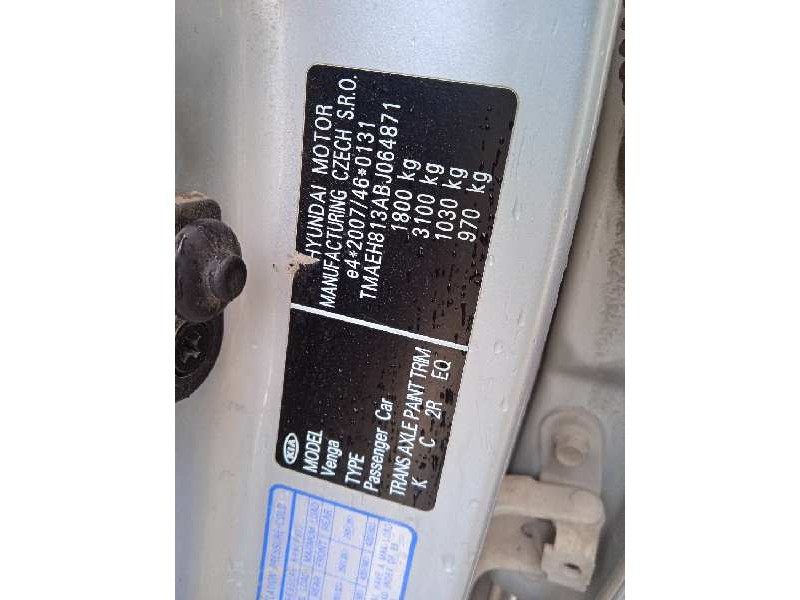 HYUNDAI MOTOR
MANUFACTURING CZECH S.R.O.
e4*2007/46*0131
TMAEH813ABJ064871
1800 kg
3100 kg
1030 kg
970 kg
KIA
MODEL
Venga
TYPE
Passenger Car
TRANS AXLE PAINT TRIM
K C 2R EQ